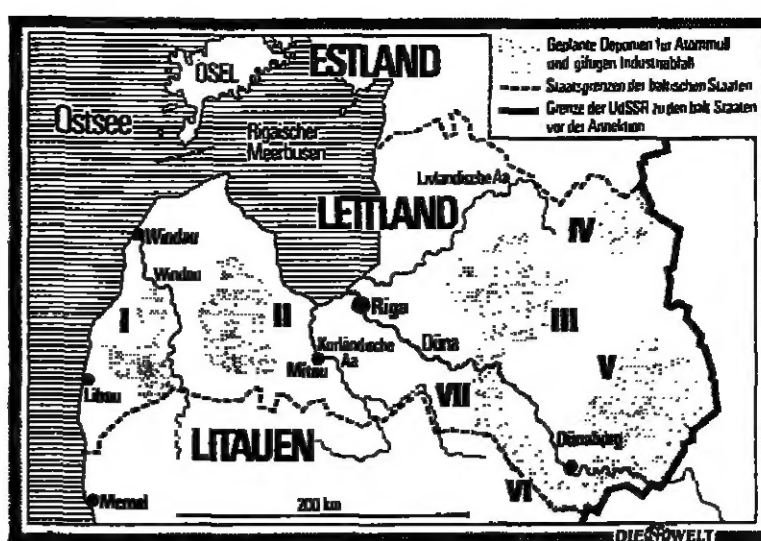 Geplante Deponien für Atommüll
und giftigen Industrieabfall
Staatsgrenzen der baltischen Staaten
Grenze der UdSSR zu den balt. Staaten
vor der Annektion
ÖSEL
ESTLAND
Ostsee
Rigaischer
Meerbusen
Livländische Aa
LETTLAND
IV
Windau
Windau
I
II
Riga
III
Kurländische
Aa
Düna
Mitau
V
Libau
VII
LITAUEN
Dünaburg
VI
Memel
200 km
DIE WELT